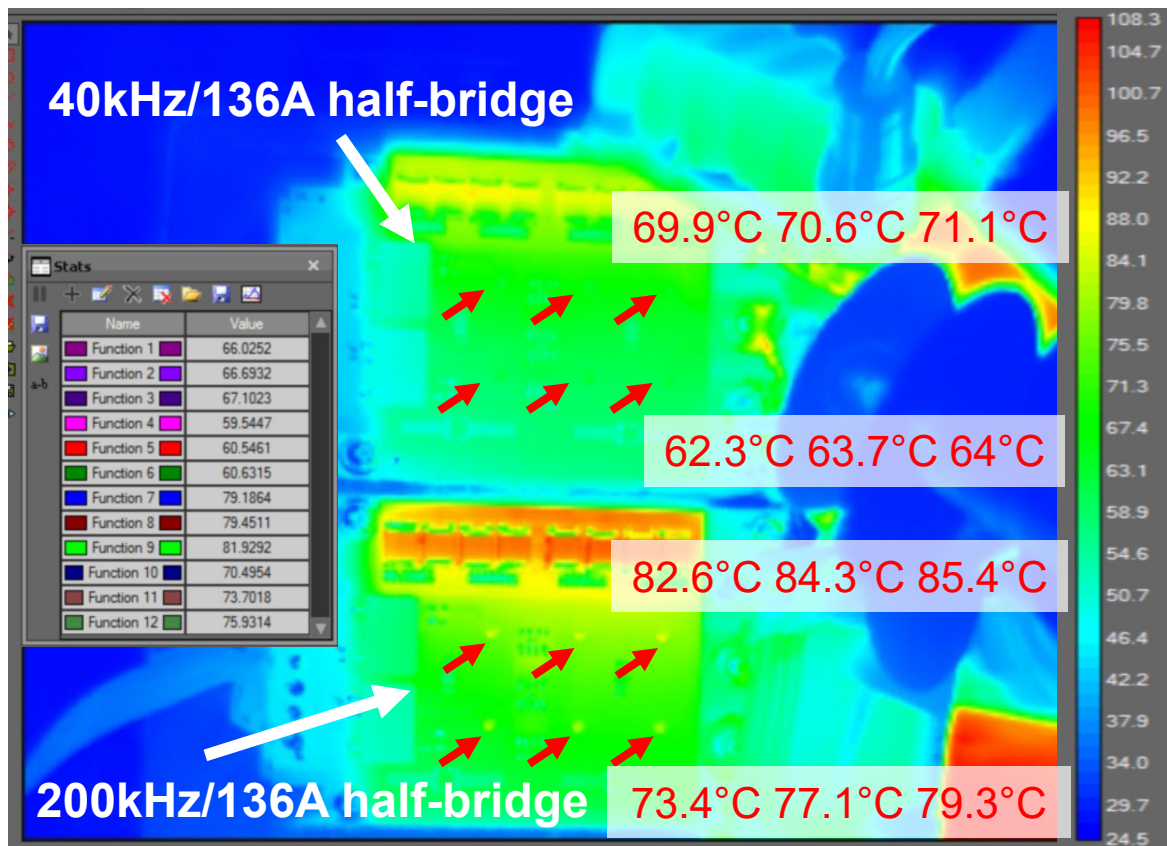 40kHz/136A half-bridge
69.9°C 70.6°C 71.1°C
Stats
Name Value
Function 1 66.0252
Function 2 66.6932
Function 3 67.1023
Function 4 59.5447
Function 5 60.5461
Function 6 60.6315
Function 7 79.1864
Function 8 79.4511
Function 9 81.9292
Function 10 70.4954
Function 11 73.7018
Function 12 75.9314
a-b
62.3°C 63.7°C 64°C
82.6°C 84.3°C 85.4°C
200kHz/136A half-bridge
73.4°C 77.1°C 79.3°C
108.3
104.7
100.7
96.5
92.2
88.0
84.1
79.8
75.5
71.3
67.4
63.1
58.9
54.6
50.7
46.4
42.2
37.9
34.0
29.7
24.5